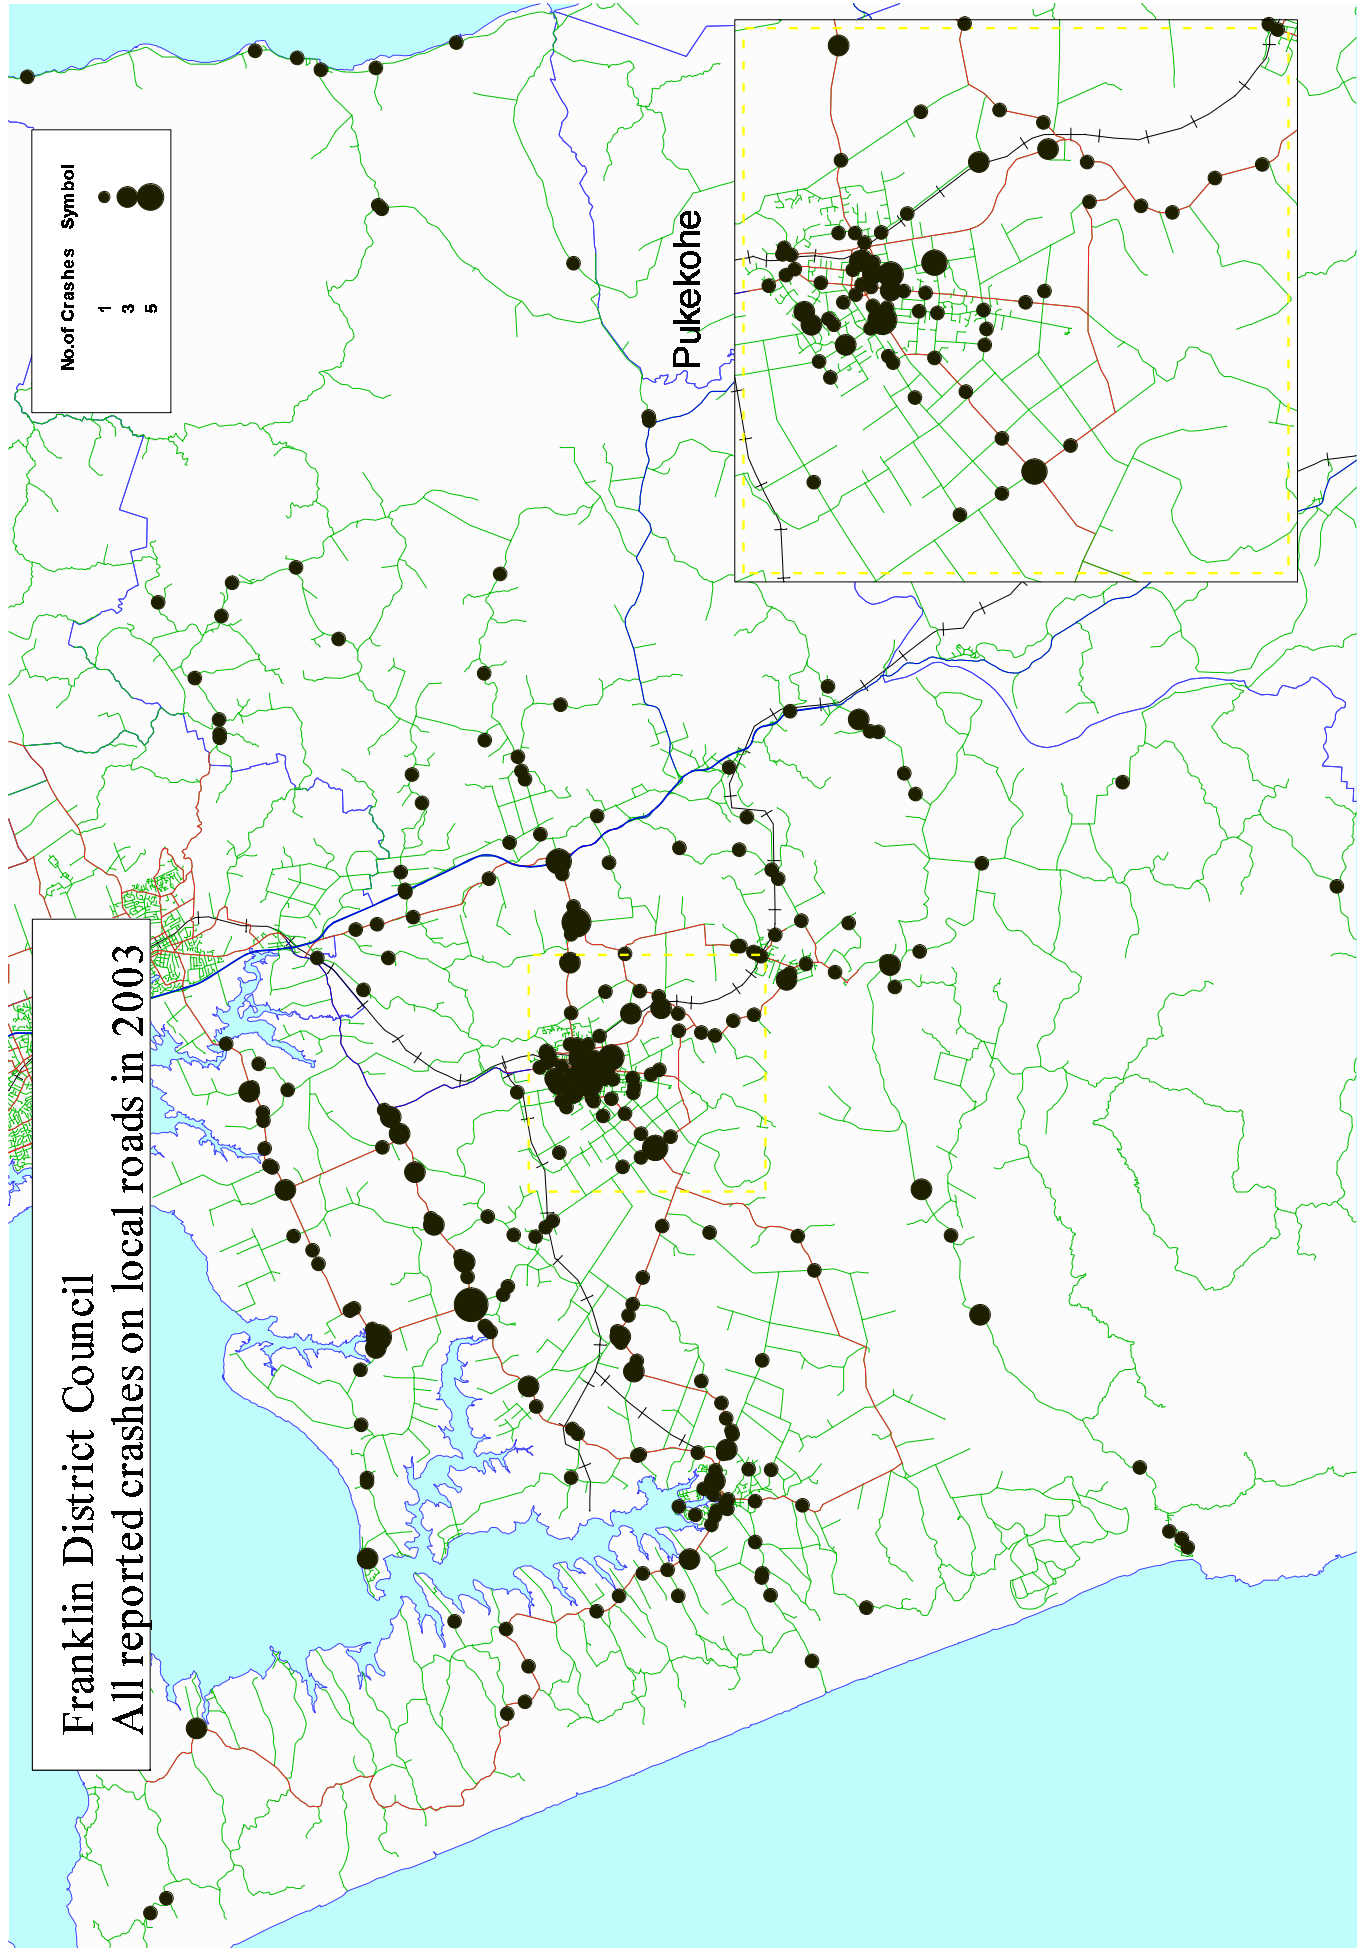 Franklin District Council
All reported crashes on local roads in 2003
No.of Crashes Symbol
1
3
5
Pukekohe